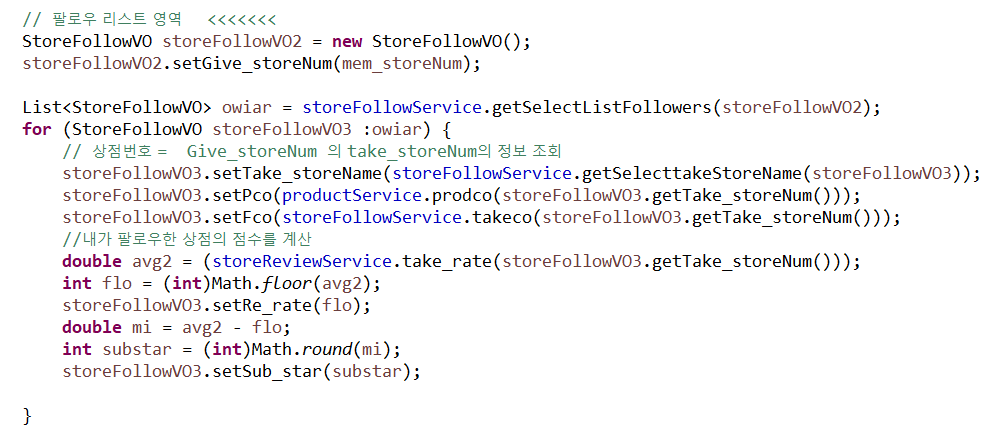 // 팔로우 리스트 영역   <<<<<<<
StoreFollowVO storeFollowVO2 = new StoreFollowVO();
storeFollowVO2.setGive_storeNum(mem_storeNum);
List<StoreFollowVO> owiar = storeFollowService.getSelectListFollowers(storeFollowVO2);
for (StoreFollowVO storeFollowVO3 :owiar) {
// 상점번호 =  Give_storeNum 의 take_storeNum의 정보 조회
storeFollowVO3.setTake_storeName(storeFollowService.getSelecttakeStoreName(storeFollowVO3));
storeFollowVO3.setPco(productService.prodco(storeFollowVO3.getTake_storeNum()));
storeFollowVO3.setFco(storeFollowService.takeco(storeFollowVO3.getTake_storeNum()));
//내가 팔로우한 상점의 점수를 계산
double avg2 = (storeReviewService.take_rate(storeFollowVO3.getTake_storeNum()));
int flo = (int)Math.floor(avg2);
storeFollowVO3.setRe_rate(flo);
double mi = avg2 - flo;
int substar = (int)Math.round(mi);
storeFollowVO3.setSub_star(substar);
}